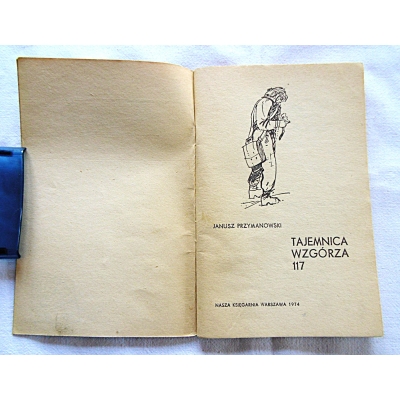 JANUSZ PRZYMANOWSKI
TAJEMNICA
WZGÓRZA
117
NASZA KSIĘGARNIA WARSZAWA 1974